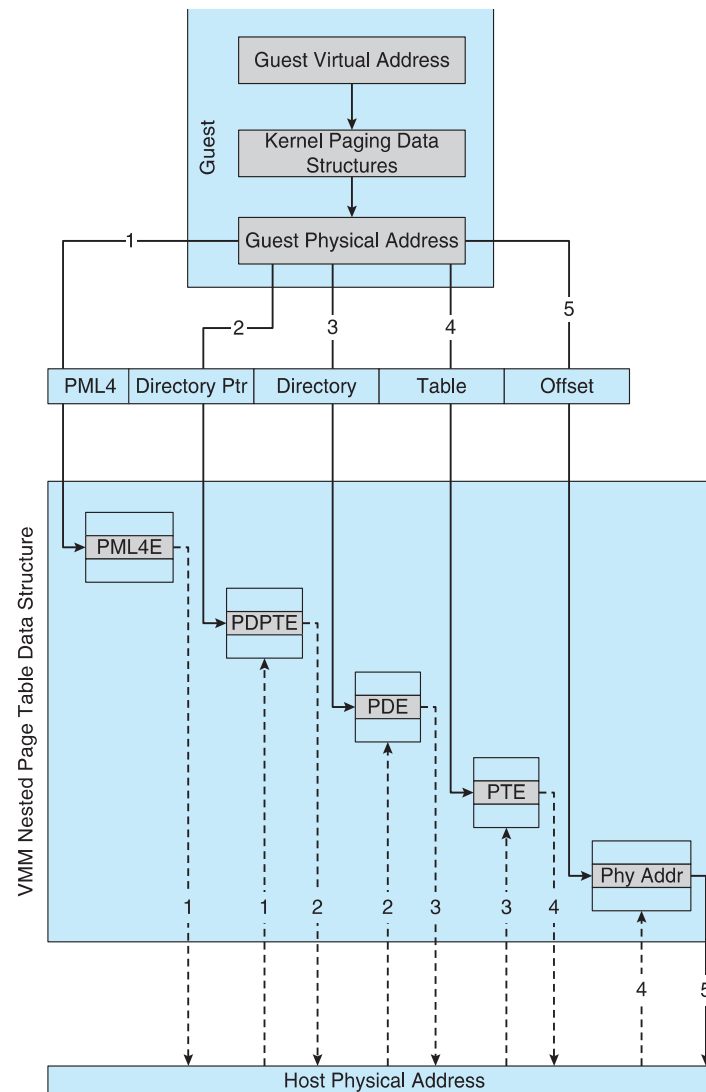 Guest Virtual Address
Kernel Paging Data
Structures
Guest
Guest Physical Address
1
2
3
4
5
PML4
Directory Ptr
Directory
Table
Offset
VMM Nested Page Table Data Structure
PML4E
PDPTE
PDE
PTE
Phy Addr
1
1
2
2
3
3
4
4
5
Host Physical Address